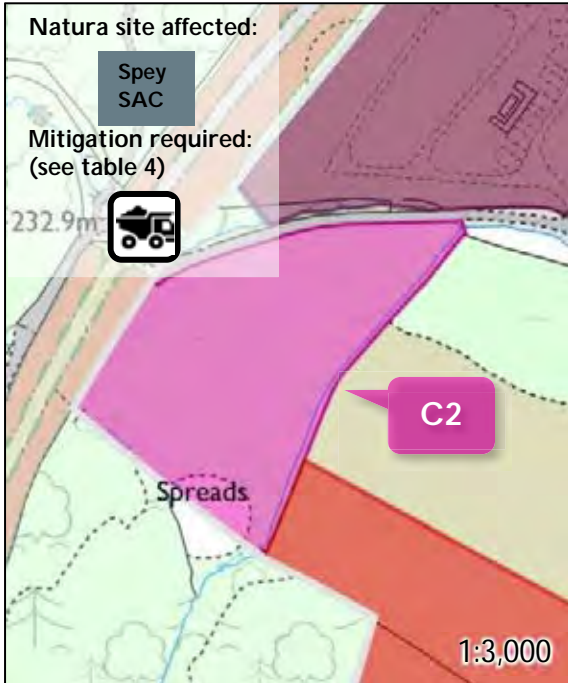 Natura site affected:
Spey
SAC
Mitigation required:
(see table 4)
232.9m
C2
Spreads
1:3,000